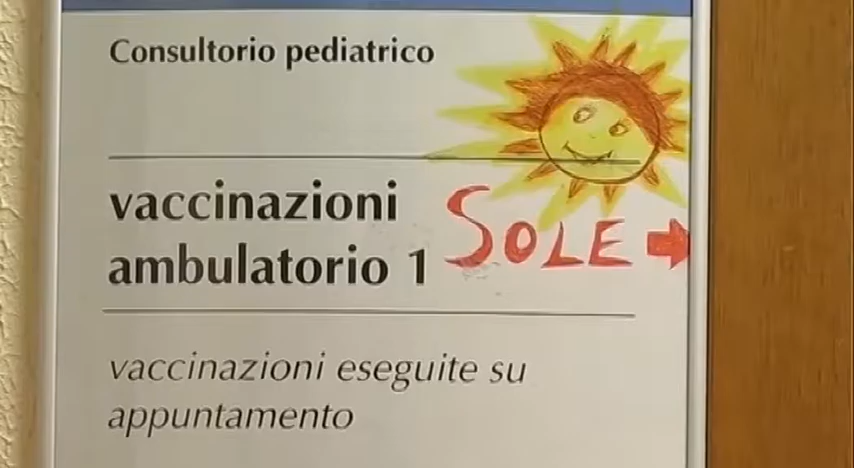 Consultorio pediatrico
vaccinazioni
ambulatorio 1 SOLE
vaccinazioni eseguite su
appuntamento